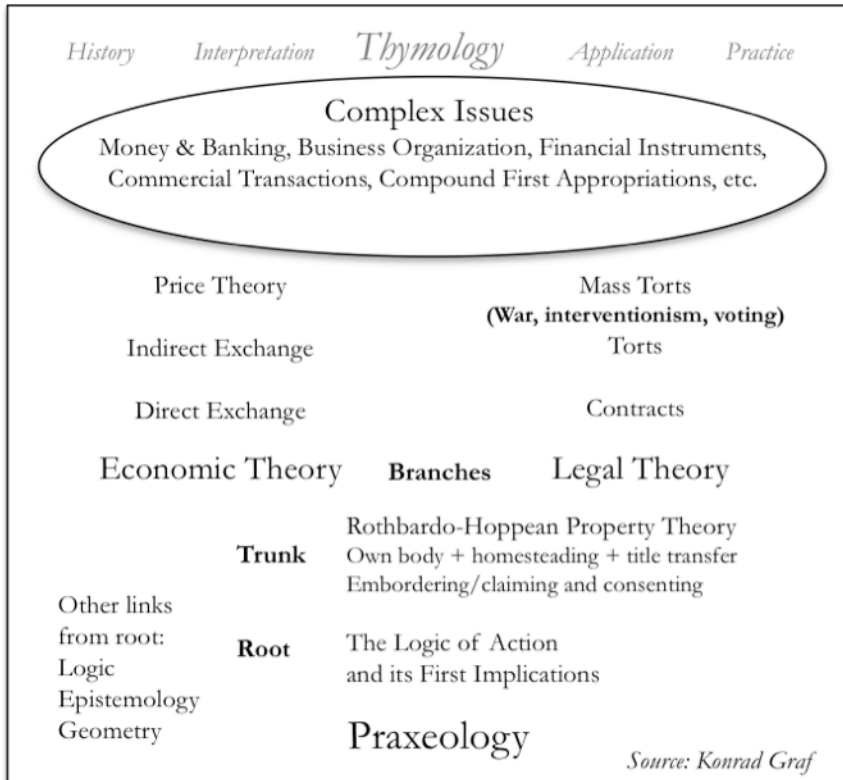 History Interpretation Thymology Application Practice
Complex Issues
Money & Banking, Business Organization, Financial Instruments,
Commercial Transactions, Compound First Appropriations, etc.
Price Theory
Mass Torts
(War, interventionism, voting)
Indirect Exchange
Torts
Direct Exchange
Contracts
Economic Theory Branches Legal Theory
Trunk
Rothbardo-Hoppean Property Theory
Own body + homesteading + title transfer
Embordering/claiming and consenting
Other links
from root:
Logic
Epistemology
Geometry
Root
The Logic of Action
and its First Implications
Praxeology
Source: Konrad Graf